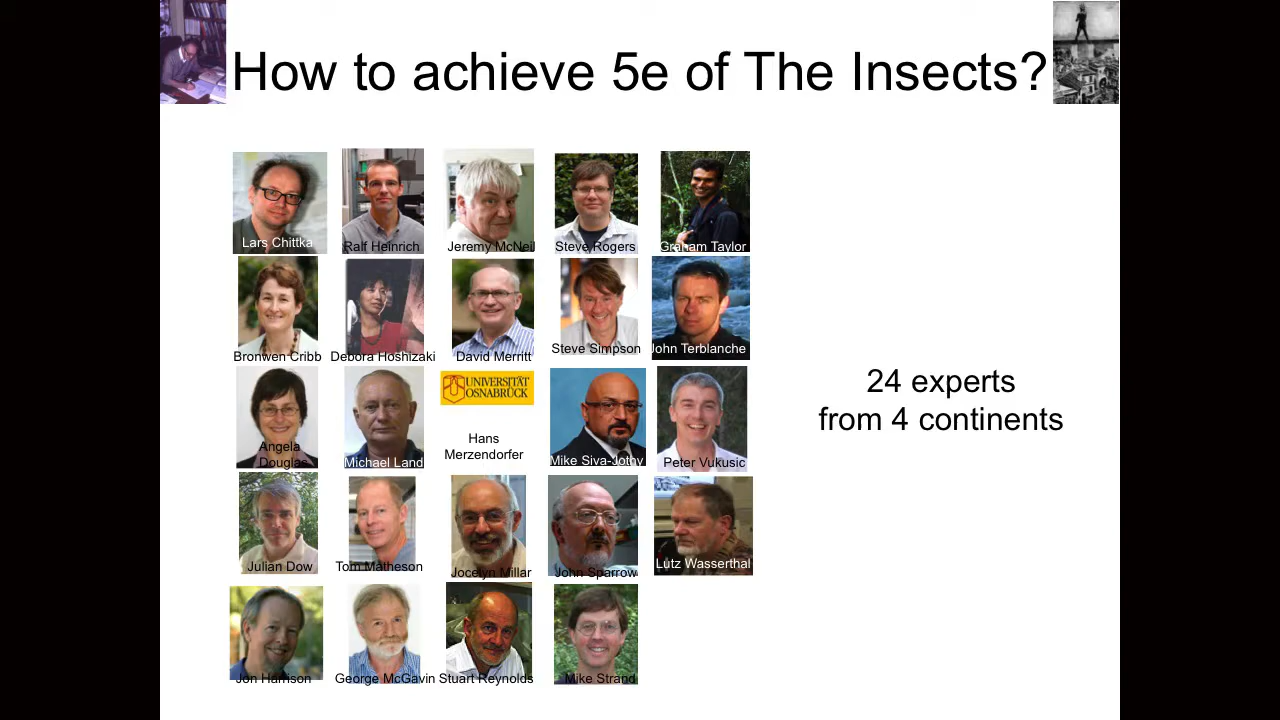 How to achieve 5e of The Insects?
Lars Chittka
Ralf Heinrich
Jeremy McNeil
Steve Rogers
Graham Taylor
Bronwen Cribb
Debora Hoshizaki
David Merritt
Steve Simpson
John Terblanche
Angela
Douglas
Michael Land
UNIVERSITÄT
OSNABRÜCK
Hans
Merzendorfer
Mike Siva-Jothy
Peter Vukusic
24 experts
from 4 continents
Julian Dow
Tom Matheson
Jocelyn Millar
John Sparrow
Lutz Wasserthal
Jon Harrison
George McGavin
Stuart Reynolds
Mike Strand